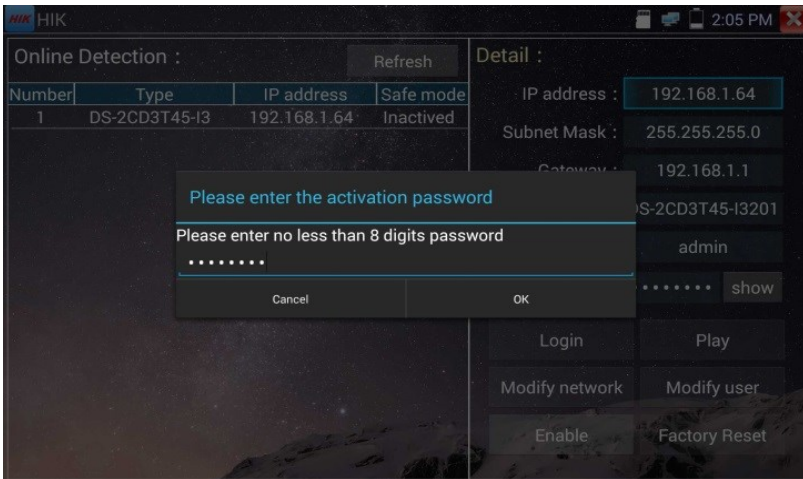 HIK HIK 2:05 PM
Online Detection :
Refresh
Number Type IP address Safe mode
1 DS-2CD3T45-I3 192.168.1.64 Inactived
Detail :
IP address : 192.168.1.64
Subnet Mask : 255.255.255.0
Gateway : 192.168.1.1
S-2CD3T45-I3201
admin
show
Please enter the activation password
Please enter no less than 8 digits password
Cancel OK
Login Play
Modify network Modify user
Enable Factory Reset